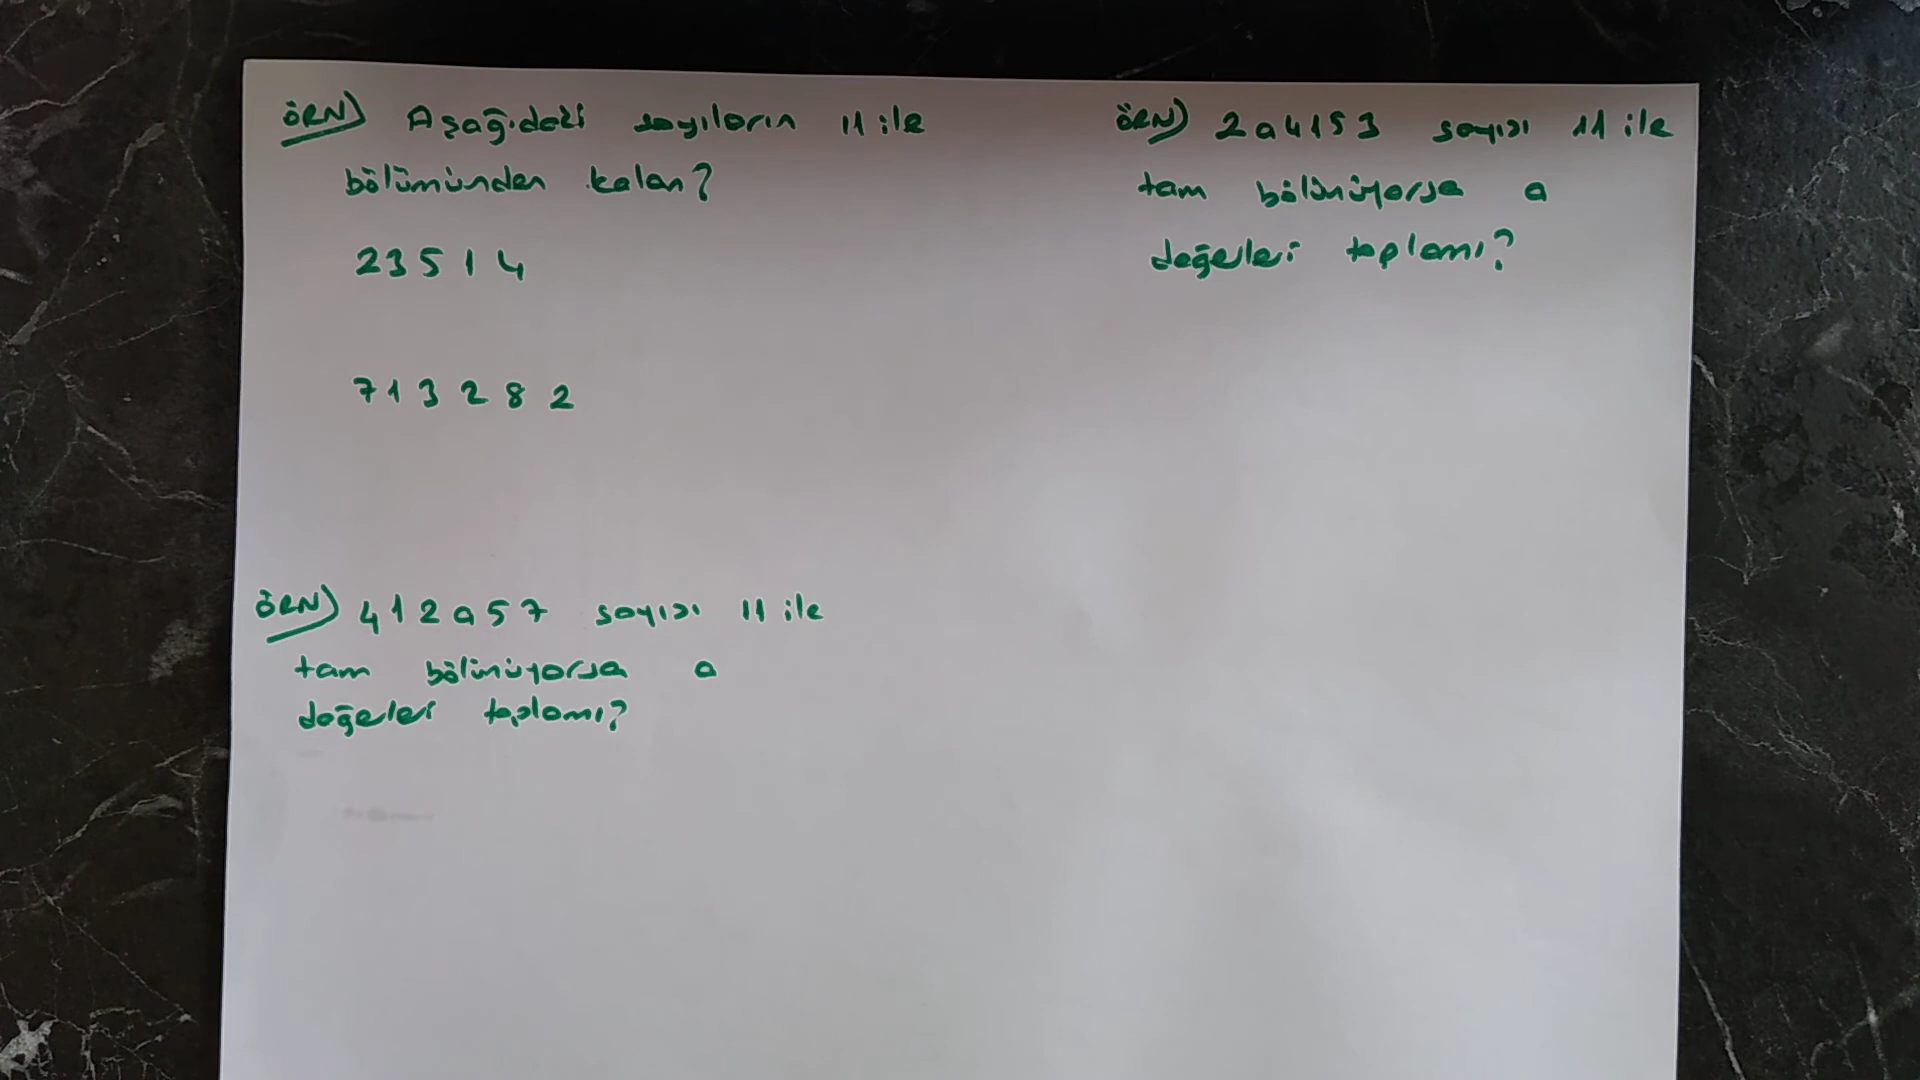 ÖRN) Aşağıdaki sayıların 11 ile
bölümünden kalan?
23514
713282
ÖRN) 412a57 sayısı 11 ile
tam bölünüyorsa a
değerleri toplamı?
ÖRN) 2a4153 sayısı 11 ile
tam bölünüyorsa a
değerleri toplamı?